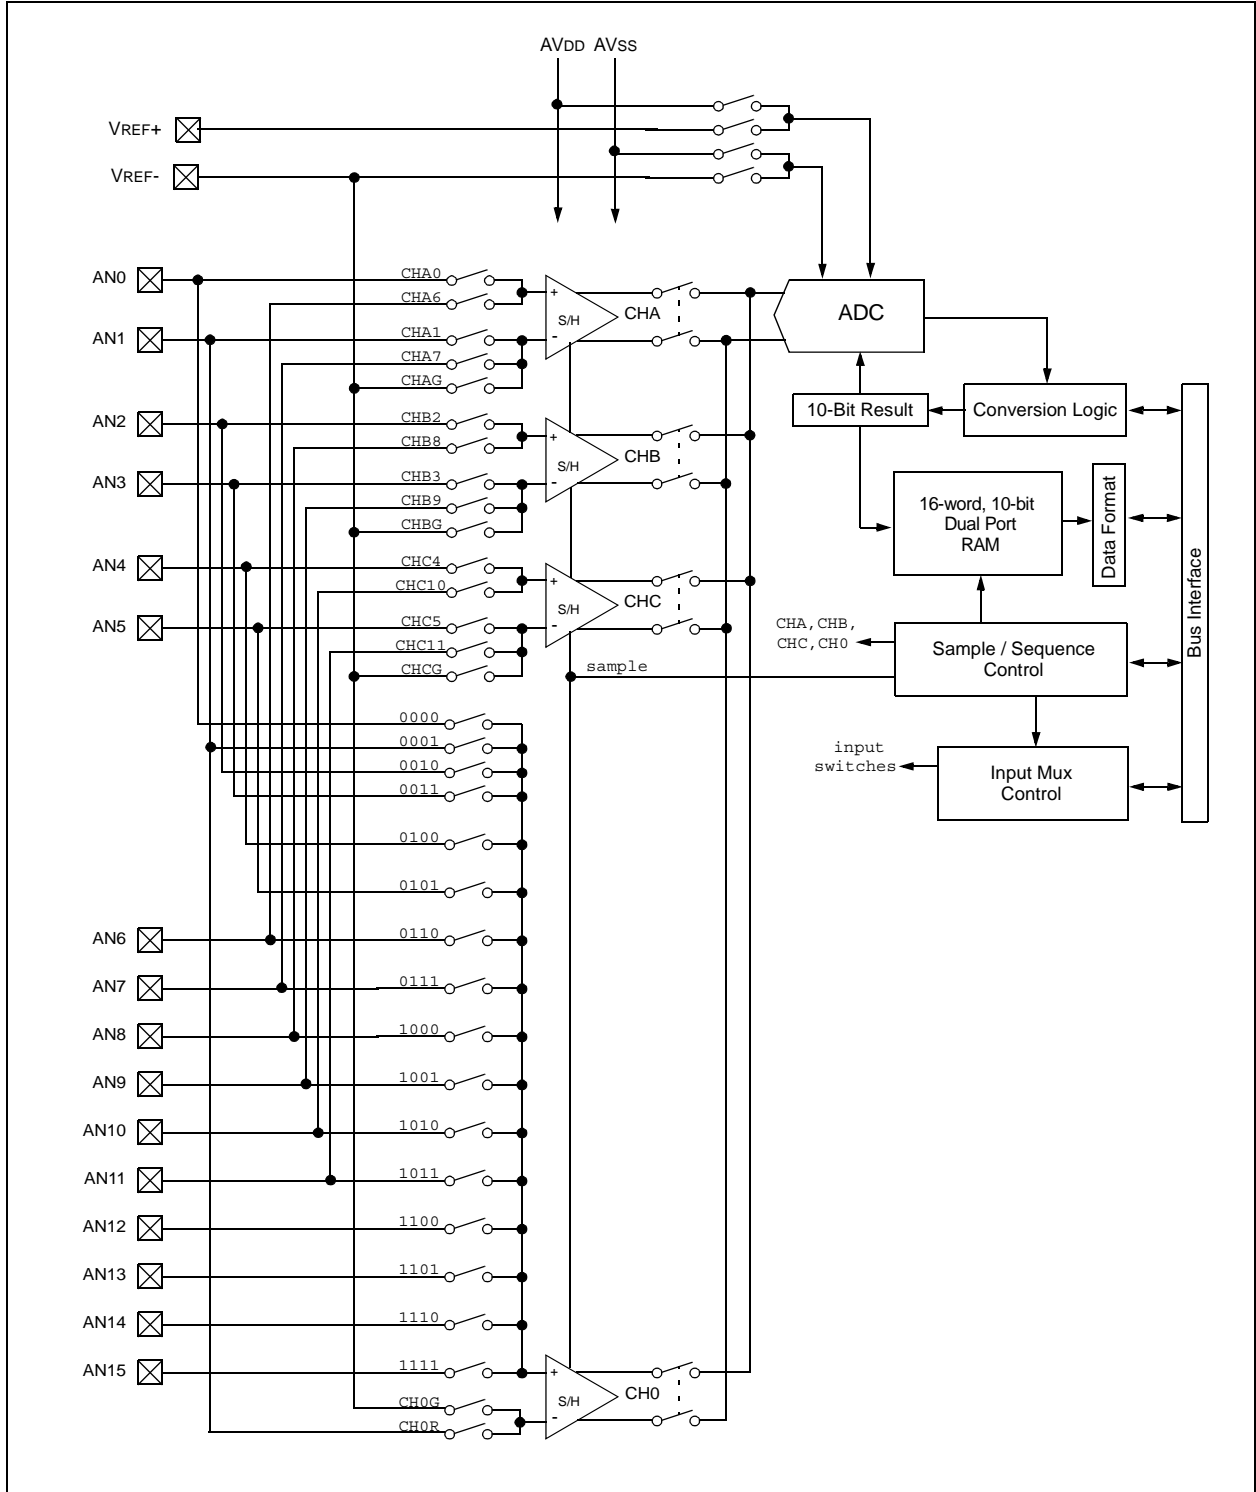 AVDD AVSS
VREF+
VREF-
AN0
CHA0
CHA6
AN1
CHA1
CHA7
CHAG
+
S/H
-
CHA
ADC
AN2
CHB2
CHB8
AN3
CHB3
CHB9
CHBG
+
S/H
-
CHB
10-Bit Result
Conversion Logic
AN4
CHC4
CHC10
AN5
CHC5
CHC11
CHCG
+
S/H
-
CHC
16-word, 10-bit
Dual Port
RAM
Data Format
Bus Interface
CHA,CHB,
CHC,CH0
Sample / Sequence
Control
sample
input
switches
Input Mux
Control
0000
0001
0010
0011
0100
0101
AN6
0110
AN7
0111
AN8
1000
AN9
1001
AN10
1010
AN11
1011
AN12
1100
AN13
1101
AN14
1110
AN15
1111
CH0G
CH0R
+
S/H
-
CH0